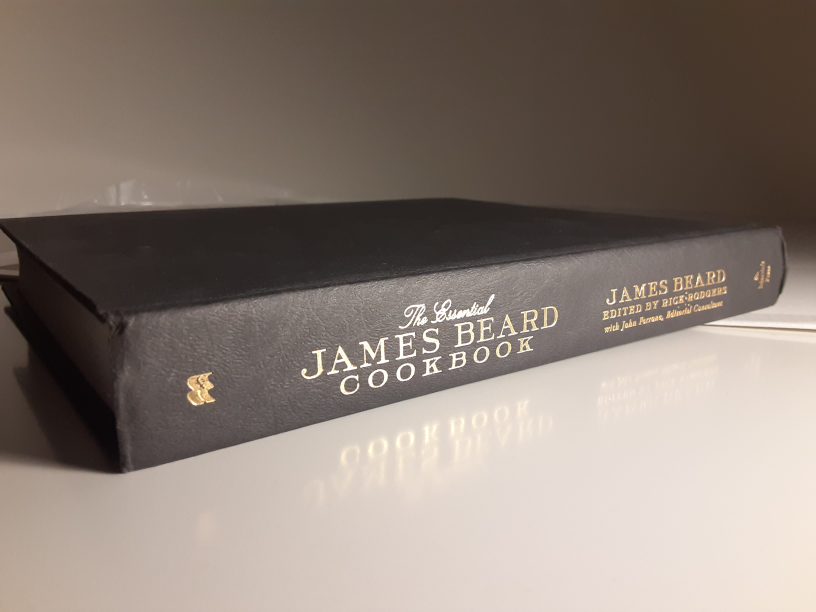 The Essential
JAMES BEARD
COOKBOOK
JAMES BEARD
EDITED BY RICK RODGERS
with John Ferrone, Editorial Consultant